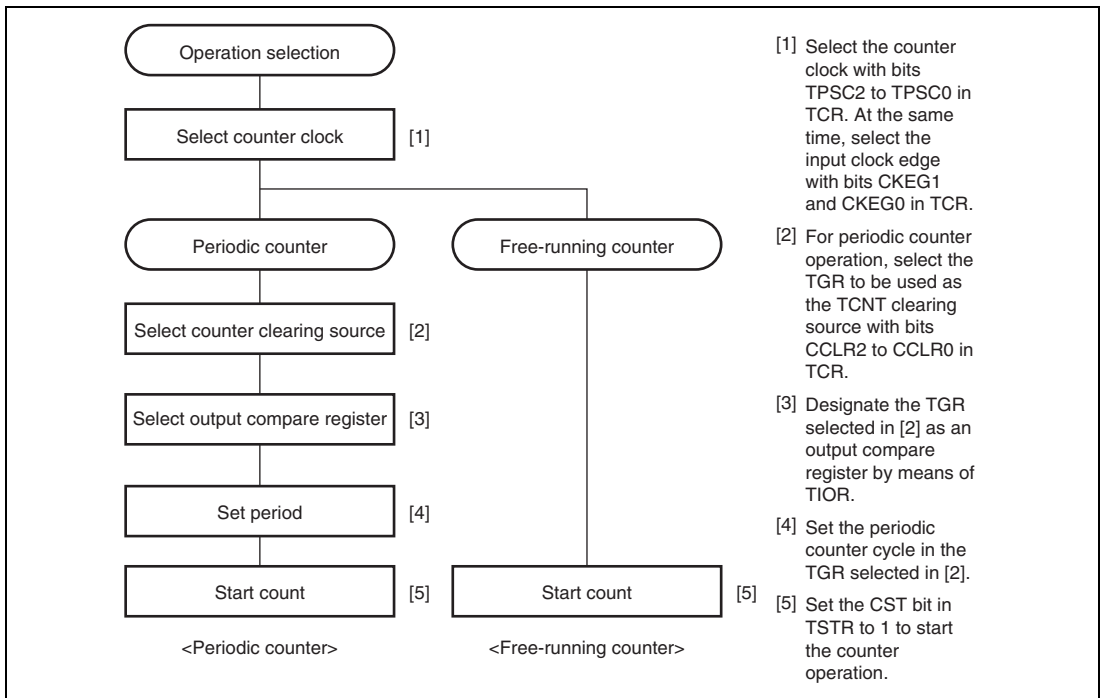 Operation selection
Select counter clock [1]
Periodic counter
Free-running counter
Select counter clearing source [2]
Select output compare register [3]
Set period [4]
Start count [5]
Start count [5]
<Periodic counter>
<Free-running counter>
[1] Select the counter
clock with bits
TPSC2 to TPSC0 in
TCR. At the same
time, select the
input clock edge
with bits CKEG1
and CKEG0 in TCR.
[2] For periodic counter
operation, select the
TGR to be used as
the TCNT clearing
source with bits
CCLR2 to CCLR0 in
TCR.
[3] Designate the TGR
selected in [2] as an
output compare
register by means of
TIOR.
[4] Set the periodic
counter cycle in the
TGR selected in [2].
[5] Set the CST bit in
TSTR to 1 to start
the counter
operation.